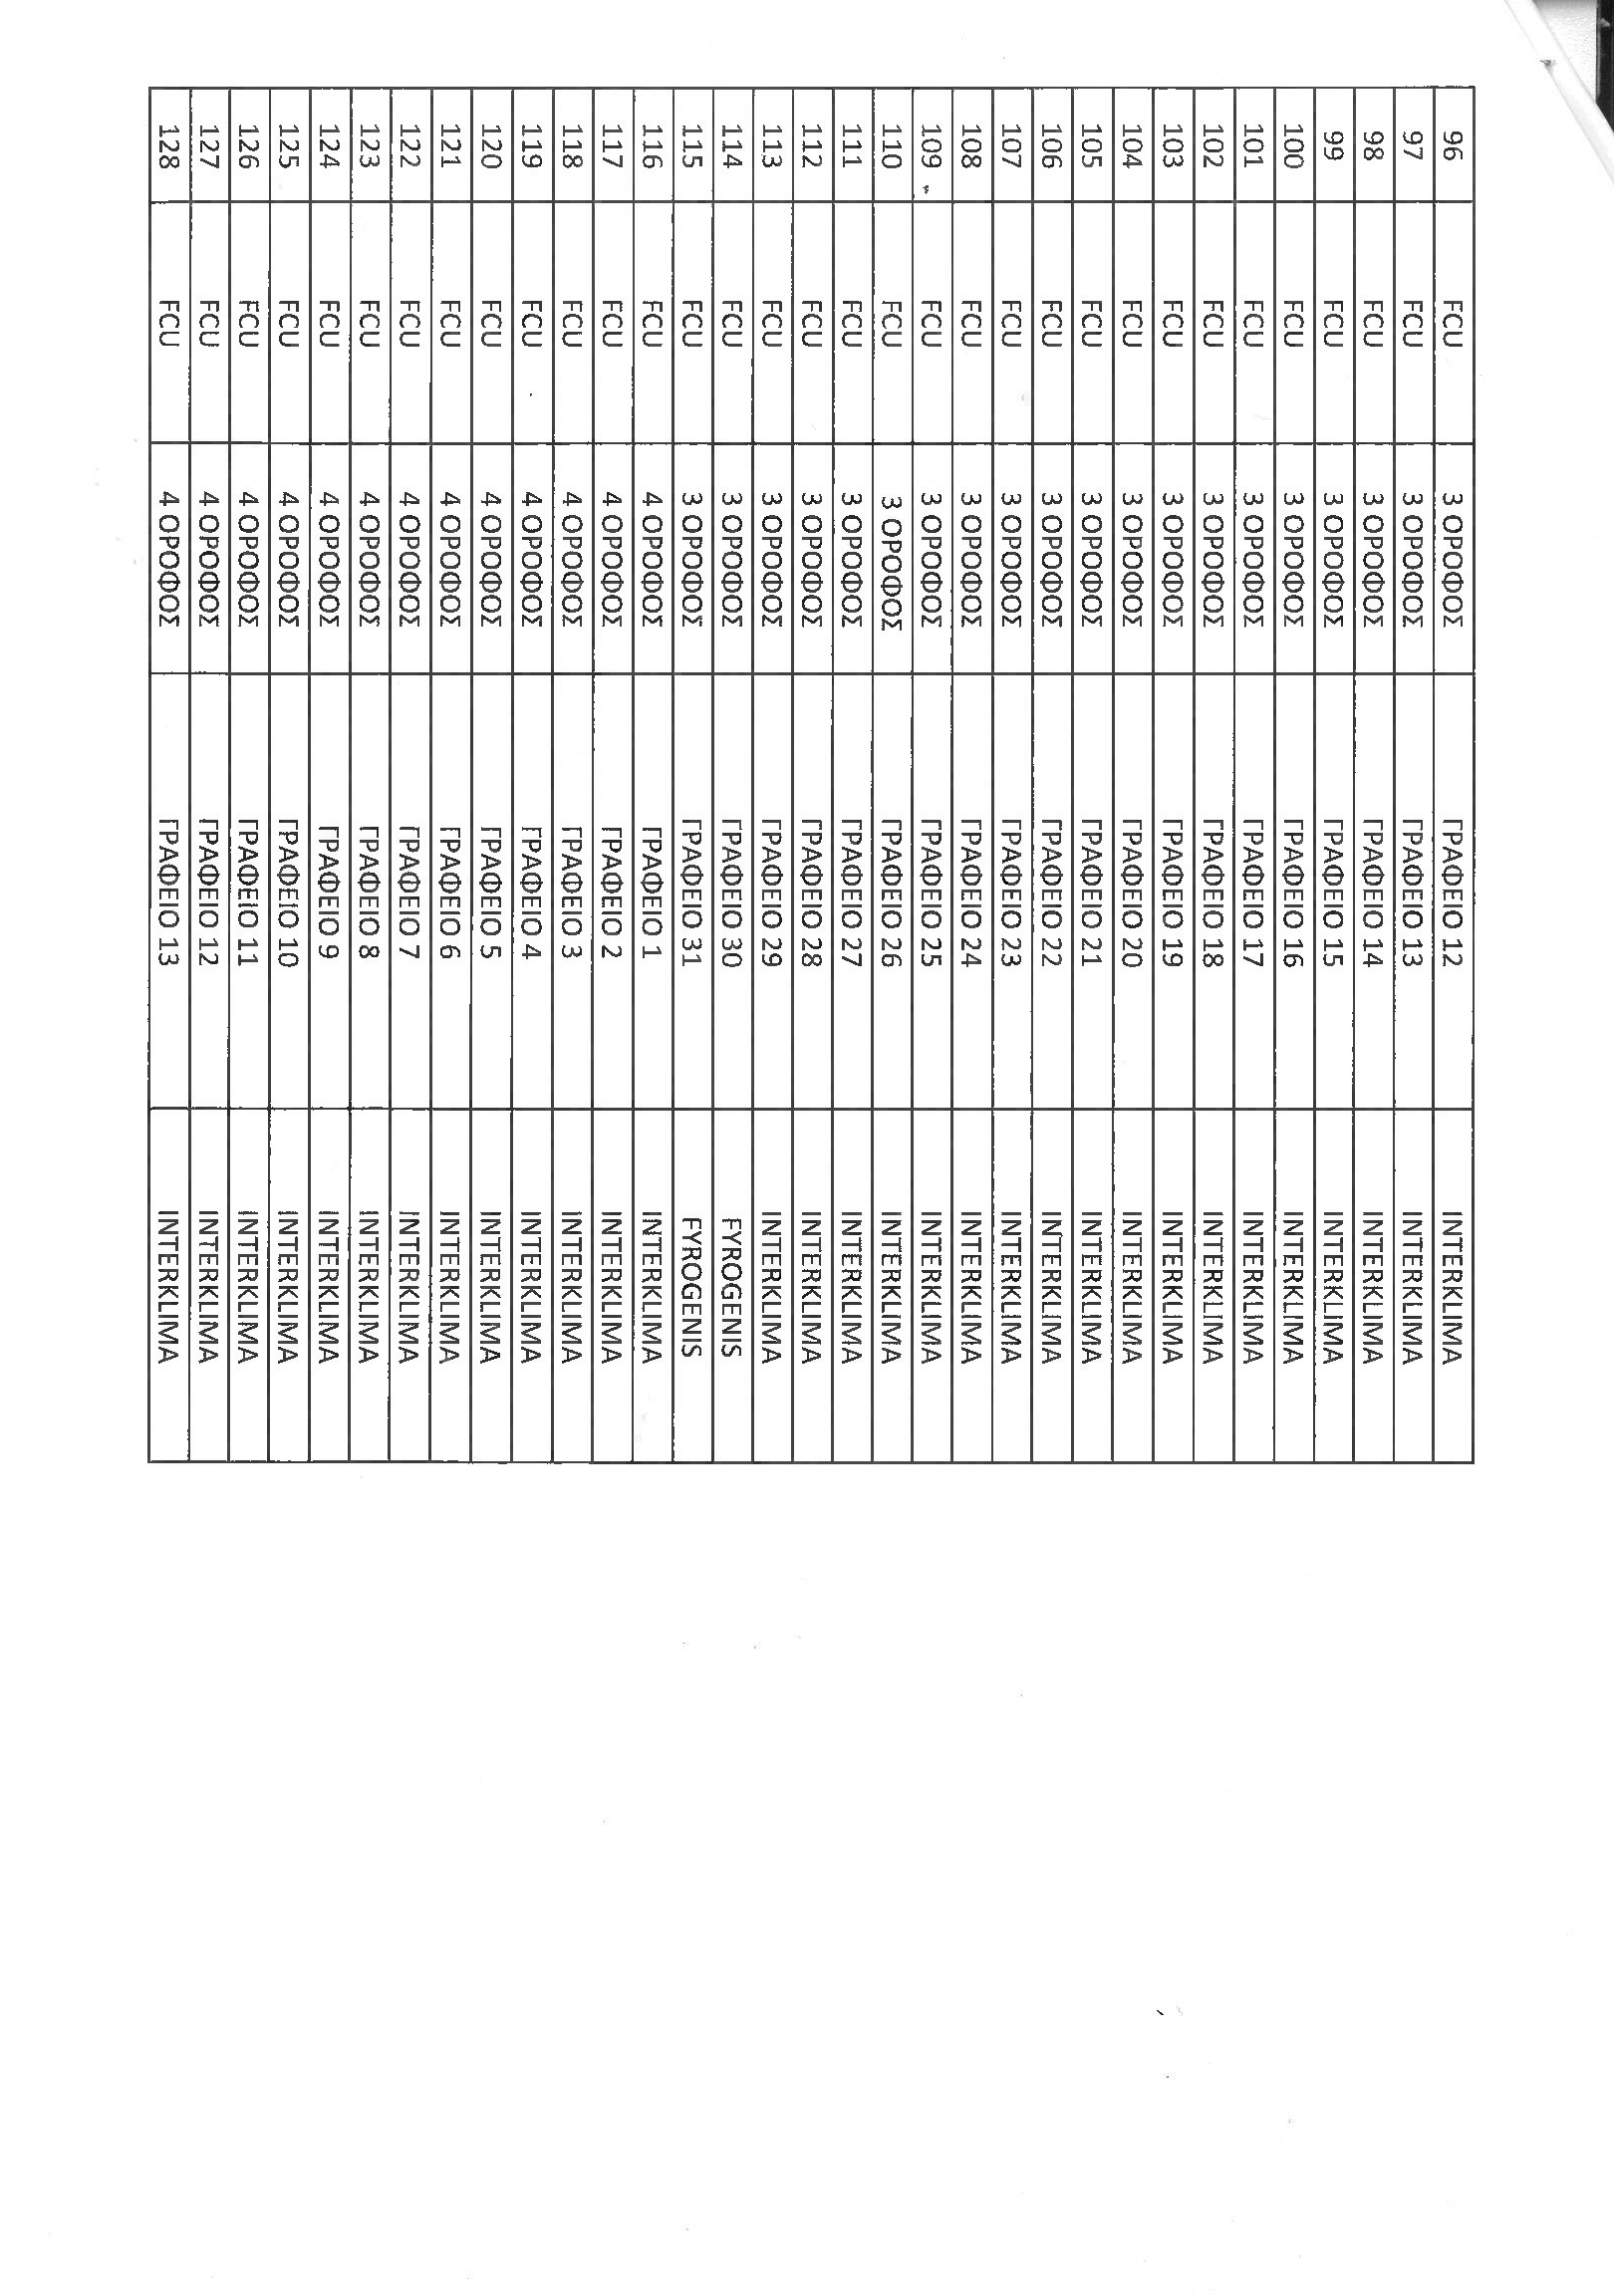 96 FCU 3 ΟΡΟΦΟΣ ΓΡΑΦΕΙΟ 12 INTERKLIMA
97 FCU 3 ΟΡΟΦΟΣ ΓΡΑΦΕΙΟ 13 INTERKLIMA
98 FCU 3 ΟΡΟΦΟΣ ΓΡΑΦΕΙΟ 14 INTERKLIMA
99 FCU 3 ΟΡΟΦΟΣ ΓΡΑΦΕΙΟ 15 INTERKLIMA
100 FCU 3 ΟΡΟΦΟΣ ΓΡΑΦΕΙΟ 16 INTERKLIMA
101 FCU 3 ΟΡΟΦΟΣ ΓΡΑΦΕΙΟ 17 INTERKLIMA
102 FCU 3 ΟΡΟΦΟΣ ΓΡΑΦΕΙΟ 18 INTERKLIMA
103 FCU 3 ΟΡΟΦΟΣ ΓΡΑΦΕΙΟ 19 INTERKLIMA
104 FCU 3 ΟΡΟΦΟΣ ΓΡΑΦΕΙΟ 20 INTERKLIMA
105 FCU 3 ΟΡΟΦΟΣ ΓΡΑΦΕΙΟ 21 INTERKLIMA
106 FCU 3 ΟΡΟΦΟΣ ΓΡΑΦΕΙΟ 22 INTERKLIMA
107 FCU 3 ΟΡΟΦΟΣ ΓΡΑΦΕΙΟ 23 INTERKLIMA
108 FCU 3 ΟΡΟΦΟΣ ΓΡΑΦΕΙΟ 24 INTERKLIMA
109 FCU 3 ΟΡΟΦΟΣ ΓΡΑΦΕΙΟ 25 INTERKLIMA
110 FCU 3 ΟΡΟΦΟΣ ΓΡΑΦΕΙΟ 26 INTERKLIMA
111 FCU 3 ΟΡΟΦΟΣ ΓΡΑΦΕΙΟ 27 INTERKLIMA
112 FCU 3 ΟΡΟΦΟΣ ΓΡΑΦΕΙΟ 28 INTERKLIMA
113 FCU 3 ΟΡΟΦΟΣ ΓΡΑΦΕΙΟ 29 INTERKLIMA
114 FCU 3 ΟΡΟΦΟΣ ΓΡΑΦΕΙΟ 30 FYROGENIS
115 FCU 3 ΟΡΟΦΟΣ ΓΡΑΦΕΙΟ 31 FYROGENIS
116 FCU 4 ΟΡΟΦΟΣ ΓΡΑΦΕΙΟ 1 INTERKLIMA
117 FCU 4 ΟΡΟΦΟΣ ΓΡΑΦΕΙΟ 2 INTERKLIMA
118 FCU 4 ΟΡΟΦΟΣ ΓΡΑΦΕΙΟ 3 INTERKLIMA
119 FCU 4 ΟΡΟΦΟΣ ΓΡΑΦΕΙΟ 4 INTERKLIMA
120 FCU 4 ΟΡΟΦΟΣ ΓΡΑΦΕΙΟ 5 INTERKLIMA
121 FCU 4 ΟΡΟΦΟΣ ΓΡΑΦΕΙΟ 6 INTERKLIMA
122 FCU 4 ΟΡΟΦΟΣ ΓΡΑΦΕΙΟ 7 INTERKLIMA
123 FCU 4 ΟΡΟΦΟΣ ΓΡΑΦΕΙΟ 8 INTERKLIMA
124 FCU 4 ΟΡΟΦΟΣ ΓΡΑΦΕΙΟ 9 INTERKLIMA
125 FCU 4 ΟΡΟΦΟΣ ΓΡΑΦΕΙΟ 10 INTERKLIMA
126 FCU 4 ΟΡΟΦΟΣ ΓΡΑΦΕΙΟ 11 INTERKLIMA
127 FCU 4 ΟΡΟΦΟΣ ΓΡΑΦΕΙΟ 12 INTERKLIMA
128 FCU 4 ΟΡΟΦΟΣ ΓΡΑΦΕΙΟ 13 INTERKLIMA